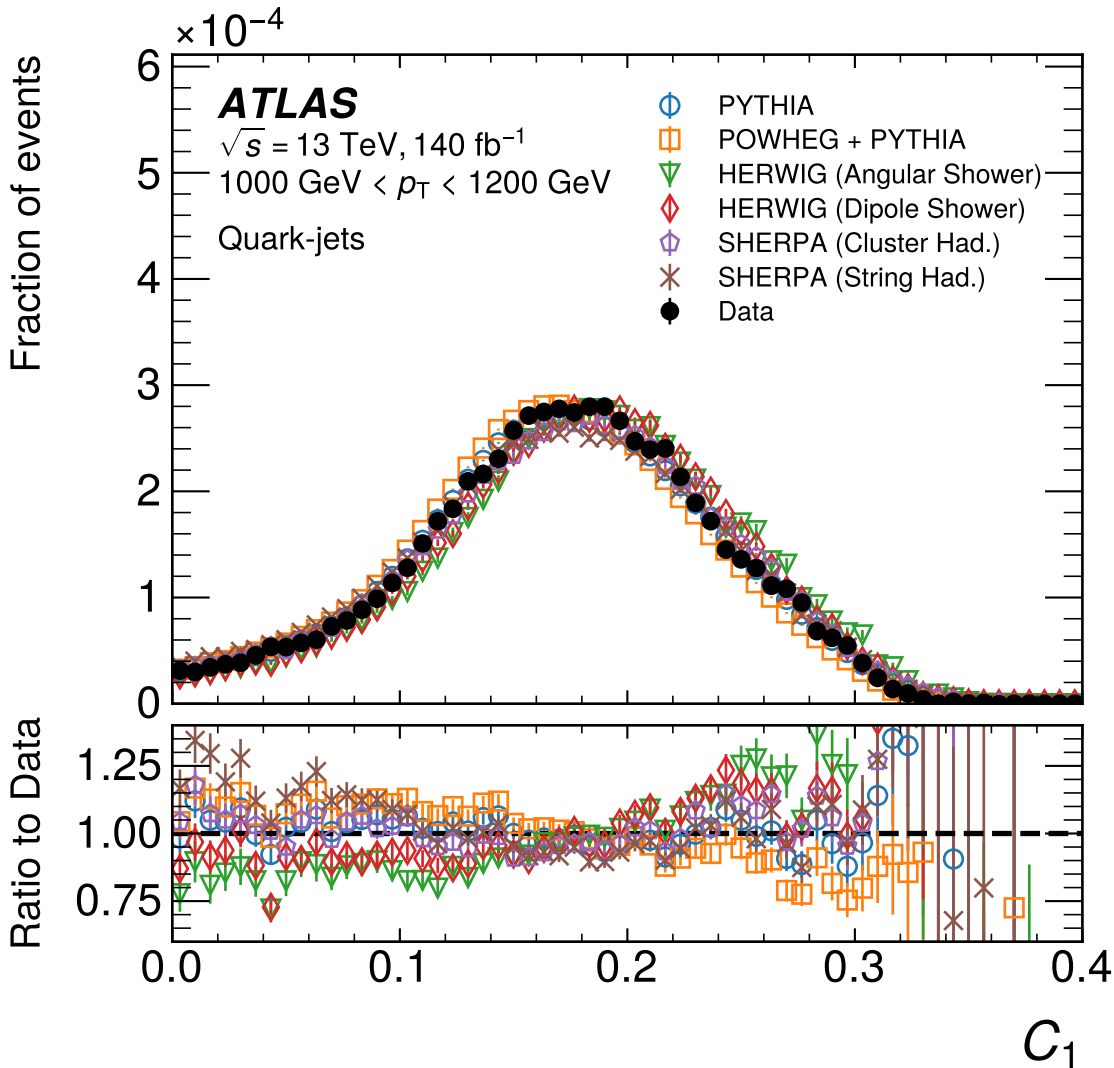 ×10⁻⁴
Fraction of events
6
5
4
3
2
1
0
ATLAS
√s = 13 TeV, 140 fb⁻¹
1000 GeV < p_T < 1200 GeV
Quark-jets
PYTHIA
POWHEG + PYTHIA
HERWIG (Angular Shower)
HERWIG (Dipole Shower)
SHERPA (Cluster Had.)
SHERPA (String Had.)
Data
Ratio to Data
1.25
1.00
0.75
0.0 0.1 0.2 0.3 0.4
C₁